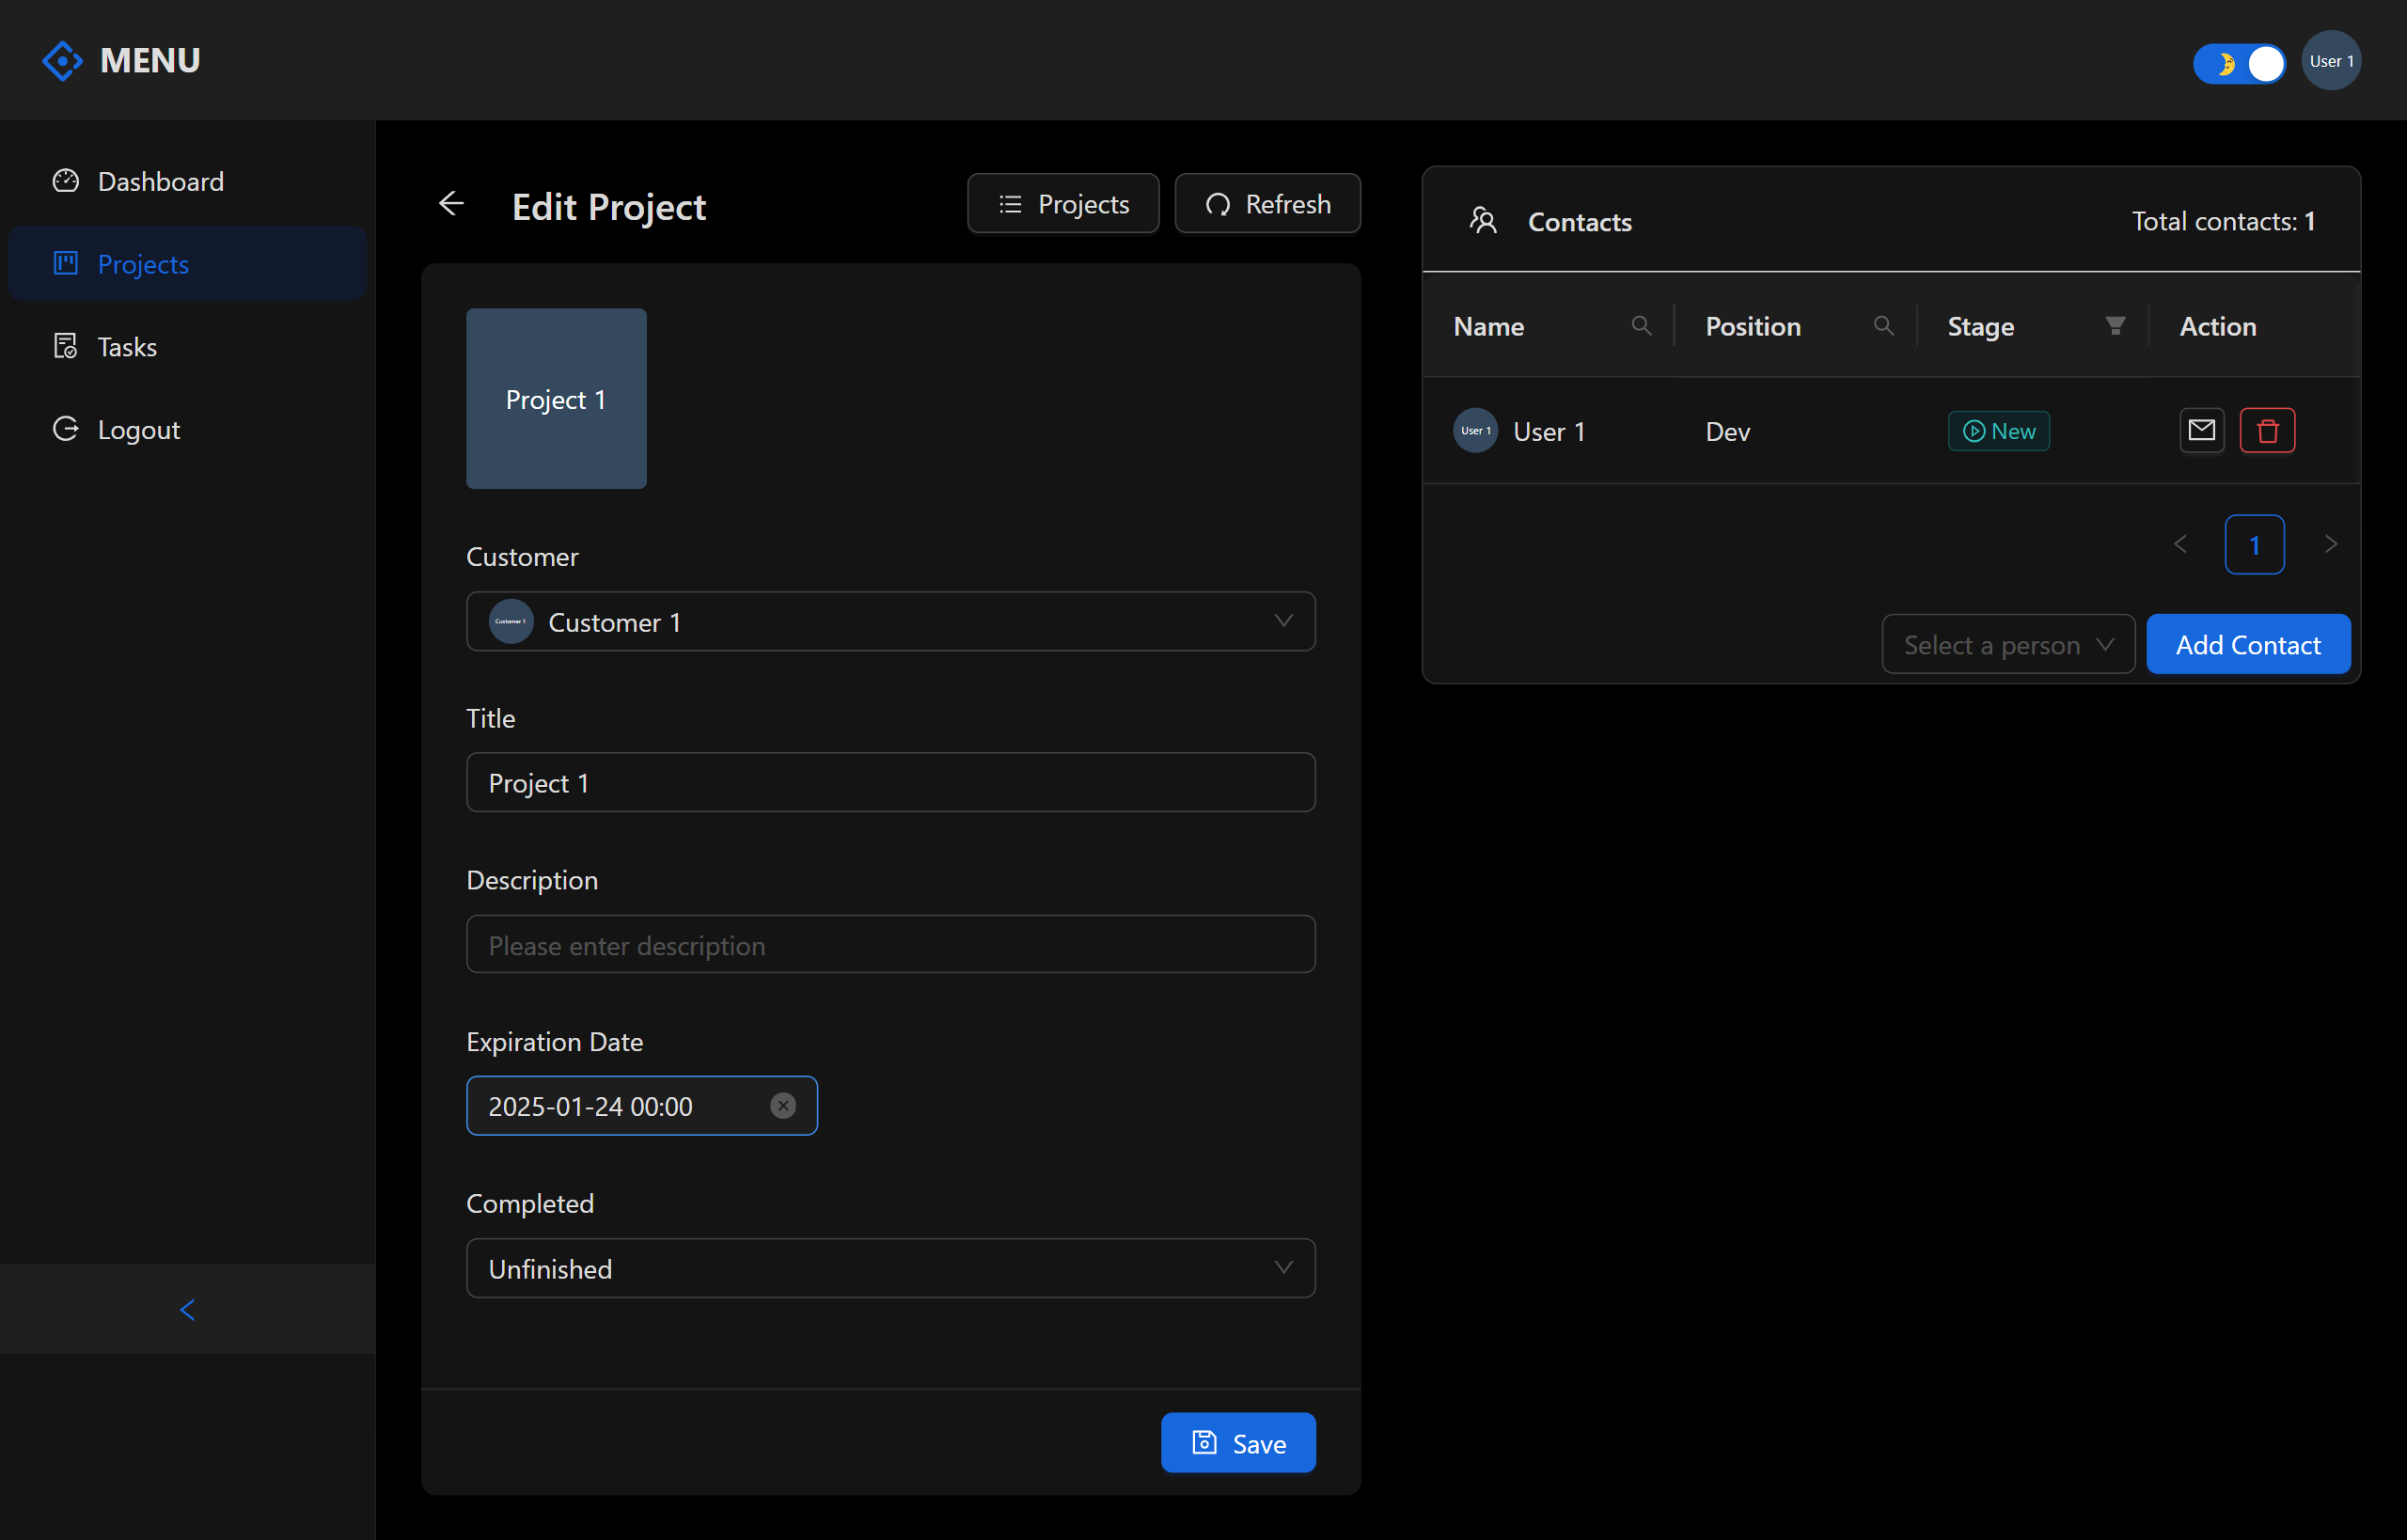 MENU
User 1
Dashboard
Projects
Tasks
Logout
Edit Project
Projects
Refresh
Project 1
Customer
Customer 1
Customer 1
Title
Project 1
Description
Please enter description
Expiration Date
2025-01-24 00:00
Completed
Unfinished
Save
Contacts
Total contacts: 1
Name
Position
Stage
Action
User 1
User 1
Dev
New
1
Select a person
Add Contact